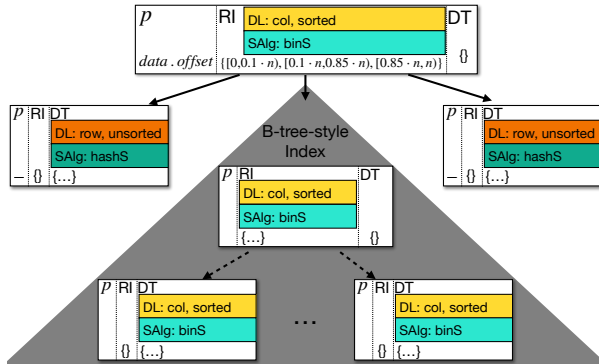 p RI DL: col, sorted DT
SAlg: binS
data . offset {[0,0.1 · n), [0.1 · n,0.85 · n), [0.85 · n, n)} {}
p RI DT
DL: row, unsorted
SAlg: hashS
– {} {...}
B-tree-style
Index
p RI DT
DL: col, sorted
SAlg: binS
{...} {}
p RI DT
DL: row, unsorted
SAlg: hashS
– {} {...}
p RI DT
DL: col, sorted
SAlg: binS
{} {...}
...
p RI DT
DL: col, sorted
SAlg: binS
{} {...}